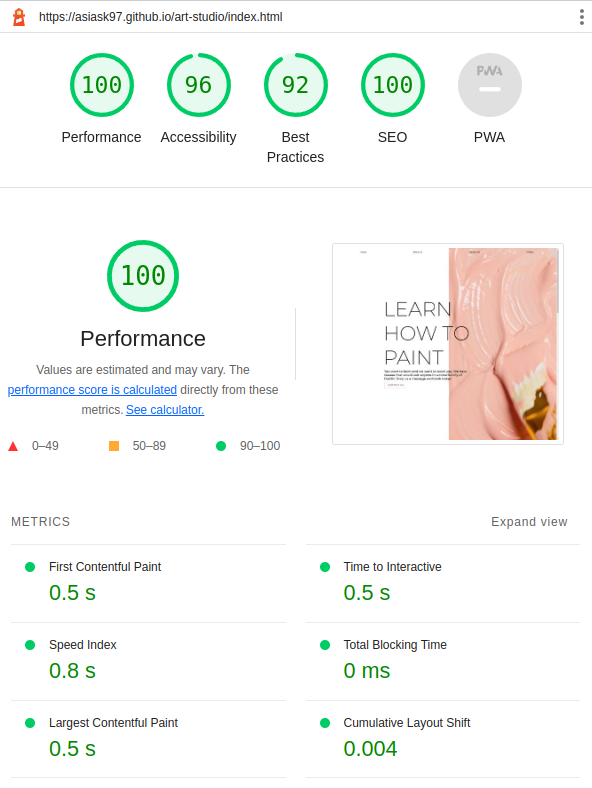 https://asiask97.github.io/art-studio/index.html
100
96
92
100
PWA
Performance
Accessibility
Best
Practices
SEO
PWA
100
Performance
Values are estimated and may vary. The
performance score is calculated directly from these
metrics. See calculator.
0–49
50–89
90–100
LEARN
HOW TO
PAINT
METRICS
Expand view
First Contentful Paint
0.5 s
Time to Interactive
0.5 s
Speed Index
0.8 s
Total Blocking Time
0 ms
Largest Contentful Paint
0.5 s
Cumulative Layout Shift
0.004